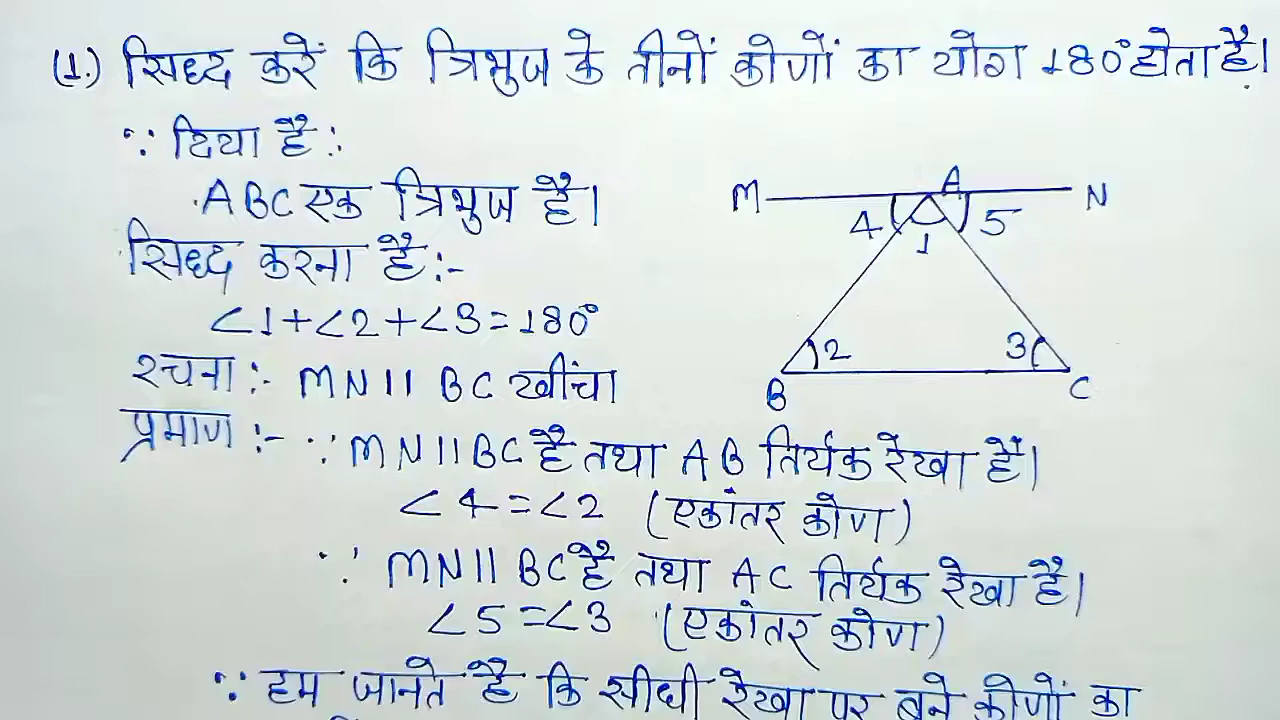 (1.) सिध्द करें कि त्रिभुज के तीनों कोणों का योग 180° होता है।
∵ दिया है :
ABC एक त्रिभुज है।
सिध्द करना है :-
∠1+∠2+∠3=180°
रचना :- MN || BC खींचा
प्रमाण :- ∵ MN || BC है तथा AB तिर्यक रेखा है।
∠4=∠2 (एकांतर कोण)
∵ MN || BC है तथा AC तिर्यक रेखा है।
∠5=∠3 (एकांतर कोण)
∵ हम जानते है कि सीधी रेखा पर बने कोणों का
M A N
4 1 5
2 3
B C